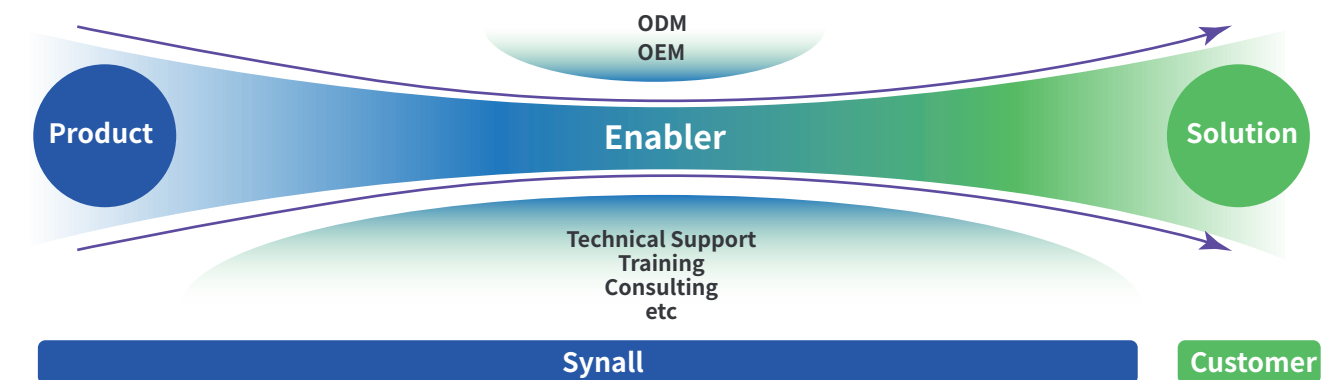 ODM
OEM
Product
Enabler
Solution
Technical Support
Training
Consulting
etc
Synall
Customer